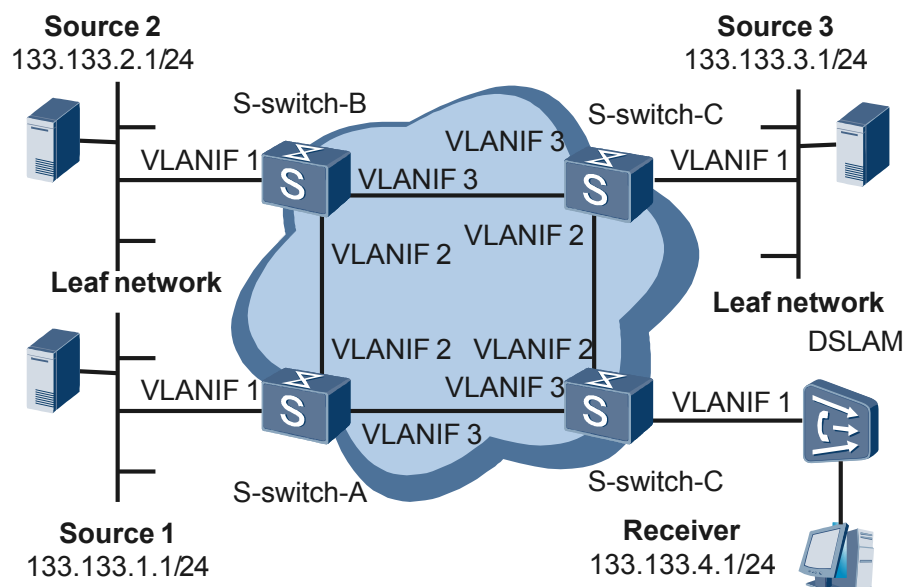 Source 2
133.133.2.1/24
Source 3
133.133.3.1/24
S-switch-B
S-switch-C
VLANIF 1
VLANIF 3
VLANIF 3
VLANIF 1
S
S
VLANIF 2
VLANIF 2
Leaf network
Leaf network
DSLAM
VLANIF 2
VLANIF 2
VLANIF 1
VLANIF 3
VLANIF 1
S
S
VLANIF 3
S-switch-A
S-switch-C
Source 1
133.133.1.1/24
Receiver
133.133.4.1/24